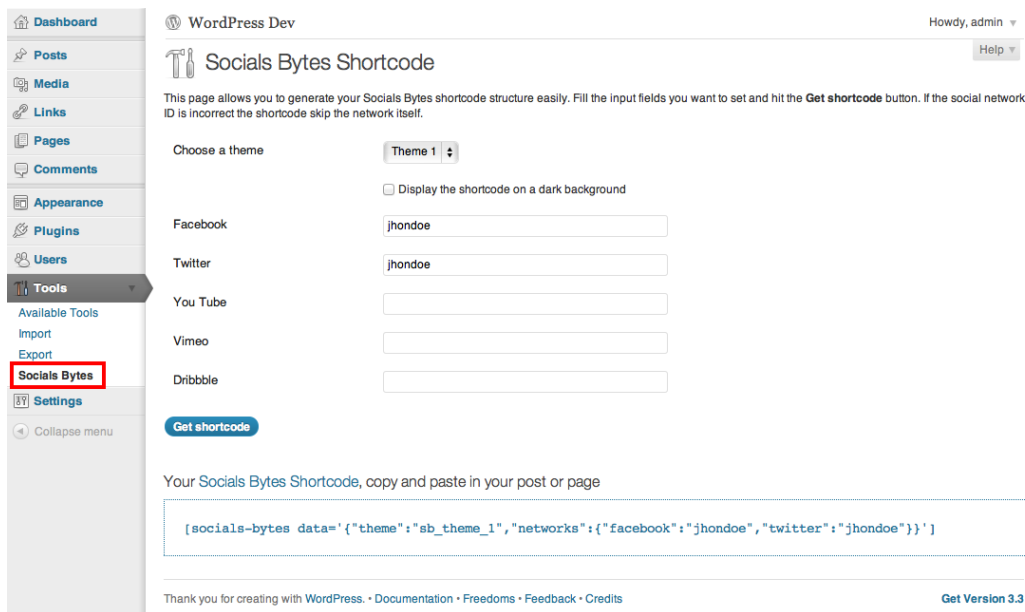 Dashboard
Posts
Media
Links
Pages
Comments
Appearance
Plugins
Users
Tools
Available Tools
Import
Export
Socials Bytes
Settings
Collapse menu
WordPress Dev
Howdy, admin
Help
Socials Bytes Shortcode
This page allows you to generate your Socials Bytes shortcode structure easily. Fill the input fields you want to set and hit the Get shortcode button. If the social network
ID is incorrect the shortcode skip the network itself.
Choose a theme
Theme 1
Display the shortcode on a dark background
Facebook
jhondoe
Twitter
jhondoe
You Tube
Vimeo
Dribbble
Get shortcode
Your Socials Bytes Shortcode, copy and paste in your post or page
[socials-bytes data='{"theme":"sb_theme_1","networks":{"facebook":"jhondoe","twitter":"jhondoe"}}']
Thank you for creating with WordPress. • Documentation • Freedoms • Feedback • Credits
Get Version 3.3